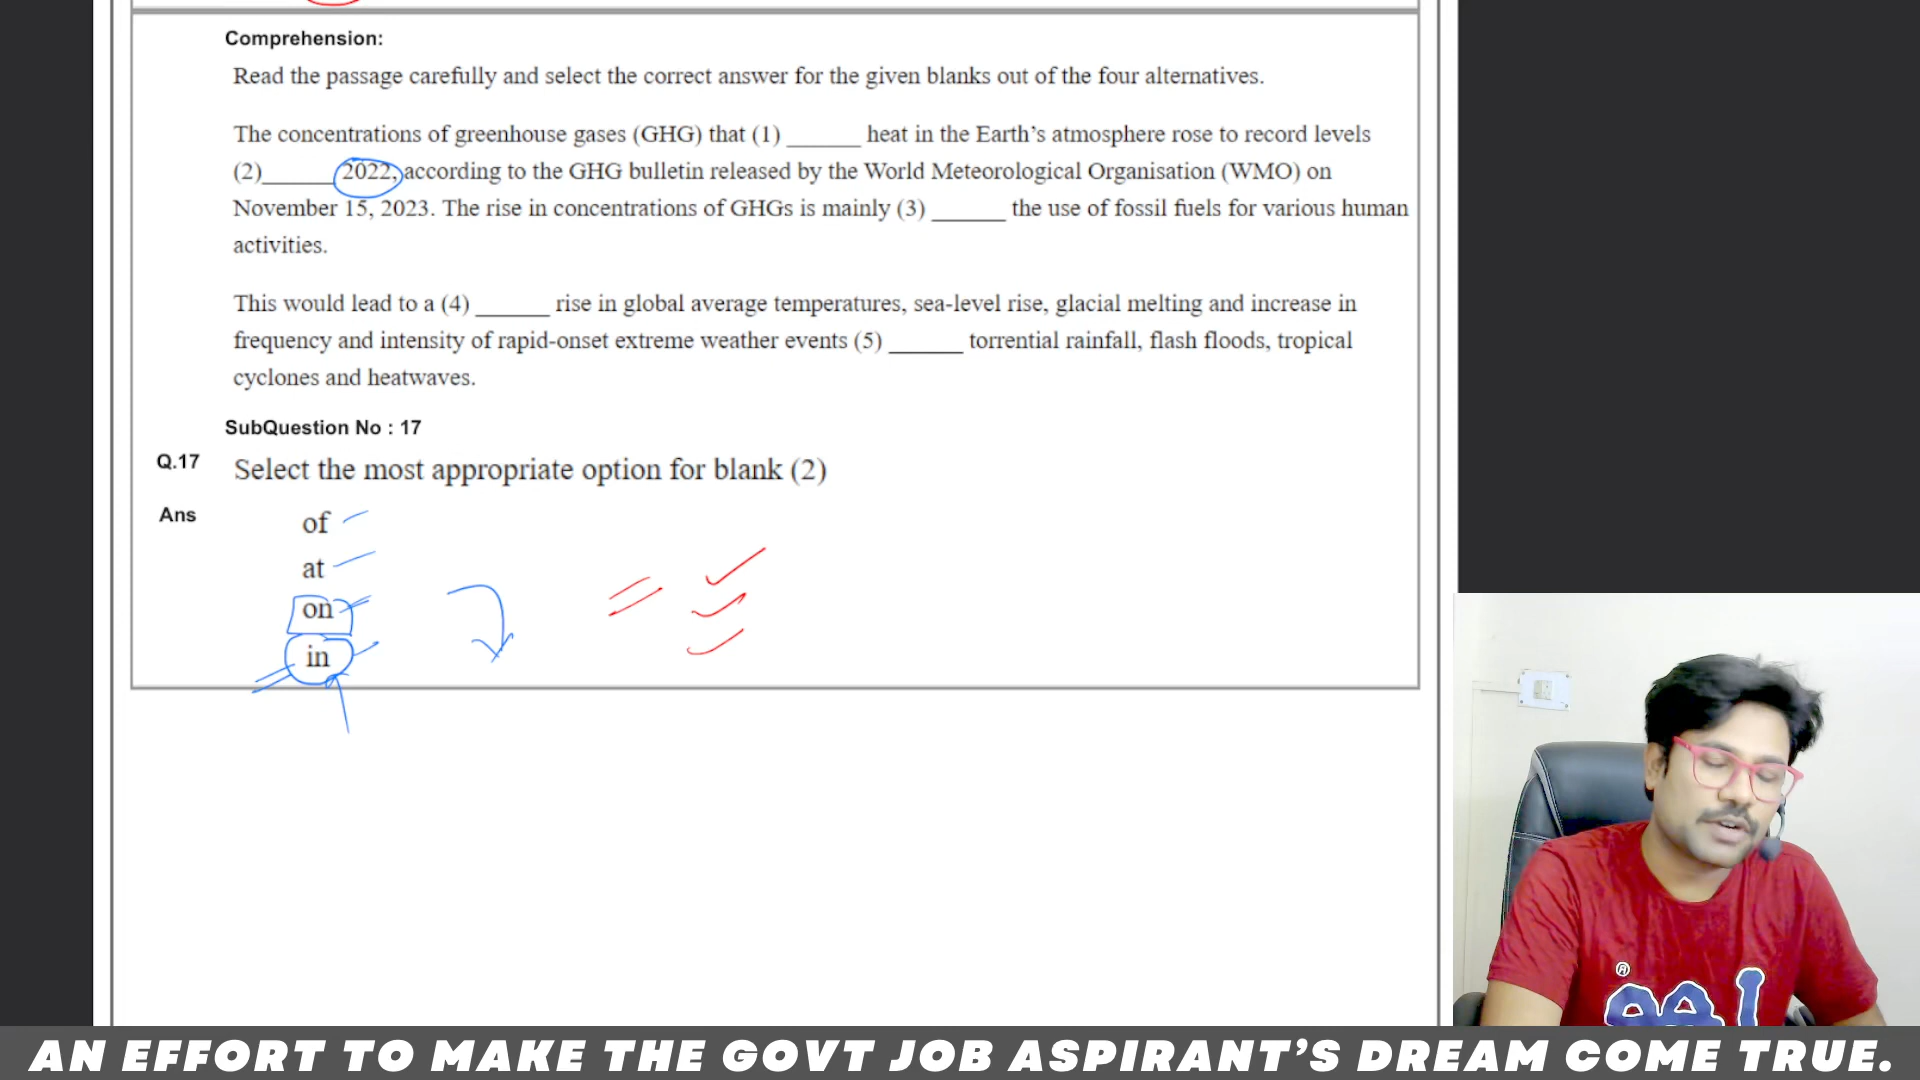 Comprehension:
Read the passage carefully and select the correct answer for the given blanks out of the four alternatives.
The concentrations of greenhouse gases (GHG) that (1) ______ heat in the Earth’s atmosphere rose to record levels
(2)______ 2022, according to the GHG bulletin released by the World Meteorological Organisation (WMO) on
November 15, 2023. The rise in concentrations of GHGs is mainly (3) ______ the use of fossil fuels for various human
activities.
This would lead to a (4) ______ rise in global average temperatures, sea-level rise, glacial melting and increase in
frequency and intensity of rapid-onset extreme weather events (5) ______ torrential rainfall, flash floods, tropical
cyclones and heatwaves.
SubQuestion No : 17
Q.17 Select the most appropriate option for blank (2)
Ans
of
at
on
in
®
AN EFFORT TO MAKE THE GOVT JOB ASPIRANT’S DREAM COME TRUE.